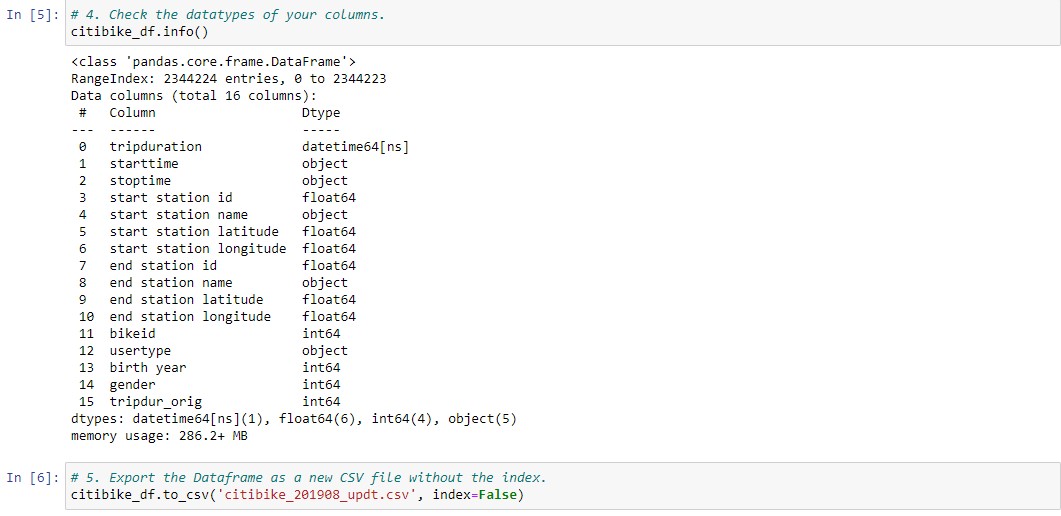 In [5]: # 4. Check the datatypes of your columns.
citibike_df.info()
<class 'pandas.core.frame.DataFrame'>
RangeIndex: 2344224 entries, 0 to 2344223
Data columns (total 16 columns):
 #   Column                   Dtype
---  ------                   -----
 0   tripduration             datetime64[ns]
 1   starttime                object
 2   stoptime                 object
 3   start station id         float64
 4   start station name       object
 5   start station latitude   float64
 6   start station longitude  float64
 7   end station id           float64
 8   end station name         object
 9   end station latitude     float64
 10  end station longitude    float64
 11  bikeid                   int64
 12  usertype                 object
 13  birth year               int64
 14  gender                   int64
 15  tripdur_orig             int64
dtypes: datetime64[ns](1), float64(6), int64(4), object(5)
memory usage: 286.2+ MB
In [6]: # 5. Export the Dataframe as a new CSV file without the index.
citibike_df.to_csv('citibike_201908_updt.csv', index=False)